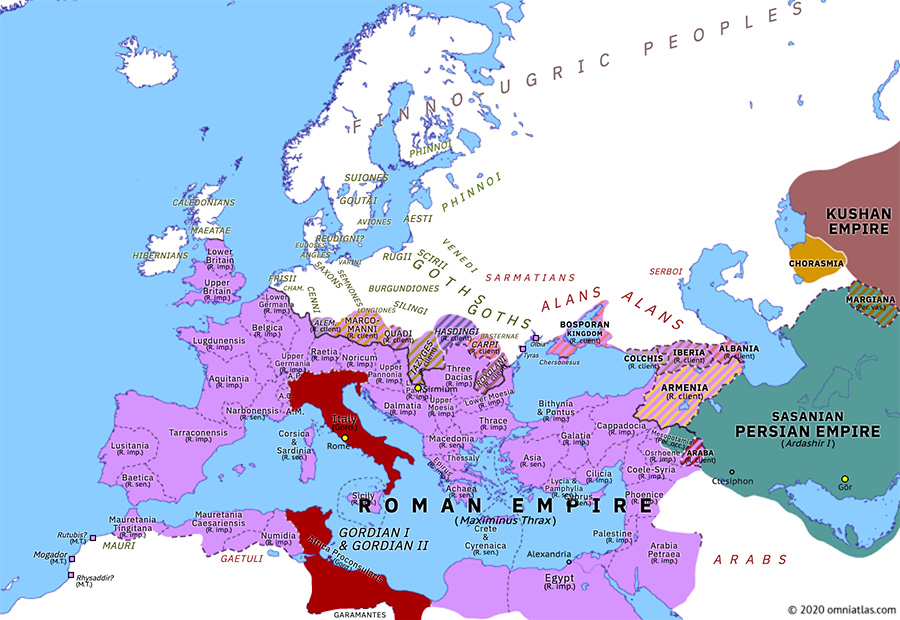 FINNO-UGRIC PEOPLES
PHINNOI
SUIONES
GOUTAI
PHINNOI
AVIONES
AESTI
CALEDONIANS
MAEATAE
HIBERNIANS
REUDIGNI?
EUDOSES
ANGLES
VARINI
RUGII
SCIRII
VENEDI
GOTHS
GOTHS
SARMATIANS
SERBOI
ALANS
ALANS
KUSHAN
EMPIRE
CHORASMIA
MARGIANA
(Per. vas.)
Lower
Britain
(R. imp.)
Upper
Britain
(R. imp.)
FRISII
CHAM.
CENNI
SAXONS
SEMNONES
BURGUNDIONES
LONGIONES
SILINGI
Lower
Germania
(R. imp.)
Belgica
(R. imp.)
Lugdunensis
(R. imp.)
ALEM.
(R. client)
MARCO-
MANNI
(R. client)
QUADI
(R. client)
IAZIGES
(R. client)
HASDINGI
(R. client)
BASTERNAE
CARPI
(R. client)
ROXOLANI
(R. client)
Olbia
Tyras
BOSPORAN
KINGDOM
(R. client)
Chersonesus
COLCHIS
(R. client)
IBERIA
(R. client)
ALBANIA
(R. client)
ARMENIA
(R. client)
Upper
Germania
(R. imp.)
Raetia
(R. imp.)
Noricum
(R. imp.)
Upper
Pannonia
(R. imp.)
Three
Dacias
(R. imp.)
Sirmium
Dalmatia
(R. imp.)
Upper
Moesia
(R. imp.)
Lower Moesia
(R. imp.)
Aquitania
(R. imp.)
Narbonensis
(R. sen.)
A.M.
Italy
(Gord.)
Rome
Corsica
&
Sardinia
(R. sen.)
Tarraconensis
(R. imp.)
Lusitania
(R. imp.)
Baetica
(R. sen.)
Thrace
(R. imp.)
Macedonia
(R. sen.)
Epirus
(R. imp.)
Thessaly
Achaea
(R. sen.)
Bithynia &
Pontus
(R. imp.)
Galatia
(R. imp.)
Cappadocia
(R. imp.)
Asia
(R. sen.)
Lycia &
Pamphylia
(R. sen.)
Cilicia
(R. imp.)
Cyprus
(R. sen.)
Coele-Syria
(R. imp.)
Phoenice
(R. imp.)
Mesopotamia
(Per. occ.)
Osrhoene
(R. imp.)
ARABA
(R. client)
SASANIAN
PERSIAN EMPIRE
(Ardashir I)
Ctesiphon
Gōr
Sicily
ROMAN EMPIRE
(Maximinus Thrax)
GORDIAN I
& GORDIAN II
Africa Proconsularis
(Gord.)
Mauretania
Tingitana
(R. imp.)
Mauretania
Caesariensis
(R. imp.)
Numidia
(R. imp.)
Rutubis?
(M.T.)
Mogador
(M.T.)
Rhysaddir?
(M.T.)
MAURI
GAETULI
GARAMANTES
Crete
&
Cyrenaica
(R. sen.)
Alexandria
Egypt
(R. imp.)
Palestine
(R. imp.)
Arabia
Petraea
(R. imp.)
ARABS
© 2020 omniatlas.com